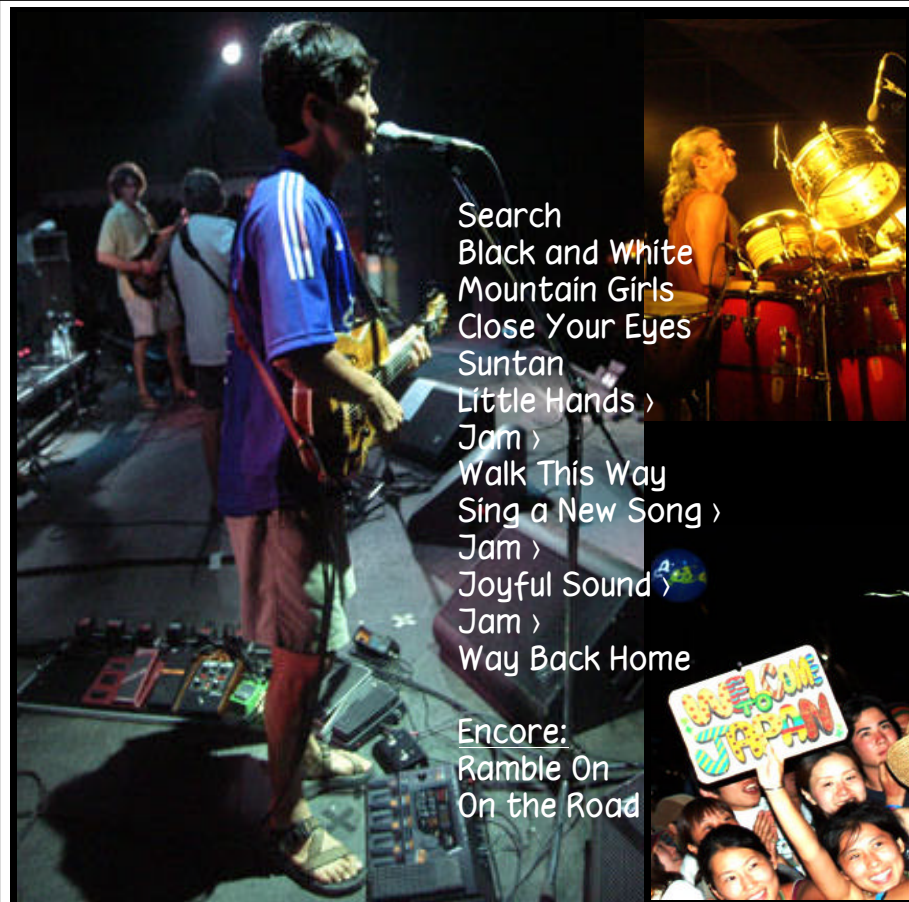 Search
Black and White
Mountain Girls
Close Your Eyes
Suntan
Little Hands ›
Jam ›
Walk This Way
Sing a New Song ›
Jam ›
Joyful Sound ›
Jam ›
Way Back Home
Encore:
Ramble On
On the Road
WELCOME
TO
JAPAN